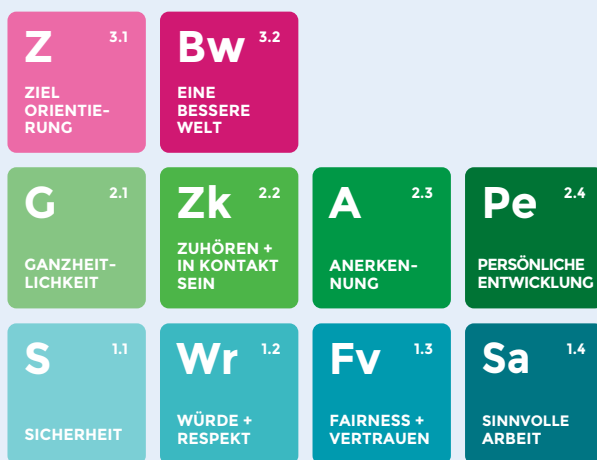 Z 3.1
ZIEL
ORIENTIE-
RUNG
Bw 3.2
EINE
BESSERE
WELT
G 2.1
GANZHEIT-
LICHKEIT
Zk 2.2
ZUHÖREN +
IN KONTAKT
SEIN
A 2.3
ANERKEN-
NUNG
Pe 2.4
PERSÖNLICHE
ENTWICKLUNG
S 1.1
SICHERHEIT
Wr 1.2
WÜRDE +
RESPEKT
Fv 1.3
FAIRNESS +
VERTRAUEN
Sa 1.4
SINNVOLLE
ARBEIT